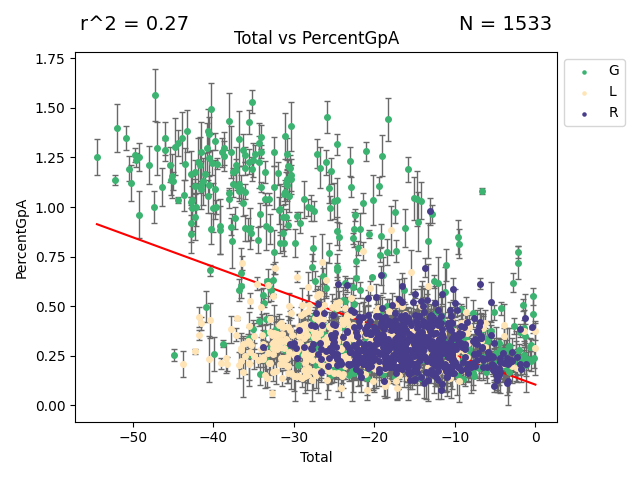 r^2 = 0.27 N = 1533
Total vs PercentGpA
1.75
1.50
1.25
1.00
0.75
0.50
0.25
0.00
PercentGpA
−50 −40 −30 −20 −10 0
Total
G
L
R